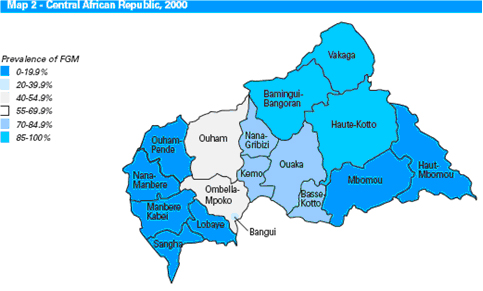 Map 2 - Central African Republic, 2000
Prevalence of FGM
0-19.9%
20-39.9%
40-54.9%
55-69.9%
70-84.9%
85-100%
Vakaga
Bamingui-
Bangoran
Haute-Kotto
Ouham
Nana-
Gribizi
Ouham-
Pende
Ouaka
Kemo
Haut-
Mbomou
Mbomou
Nana-
Mambere
Ombella-
Mpoko
Basse-
Kotto
Manbere
Kabei
Lobaye
Bangui
Sangha